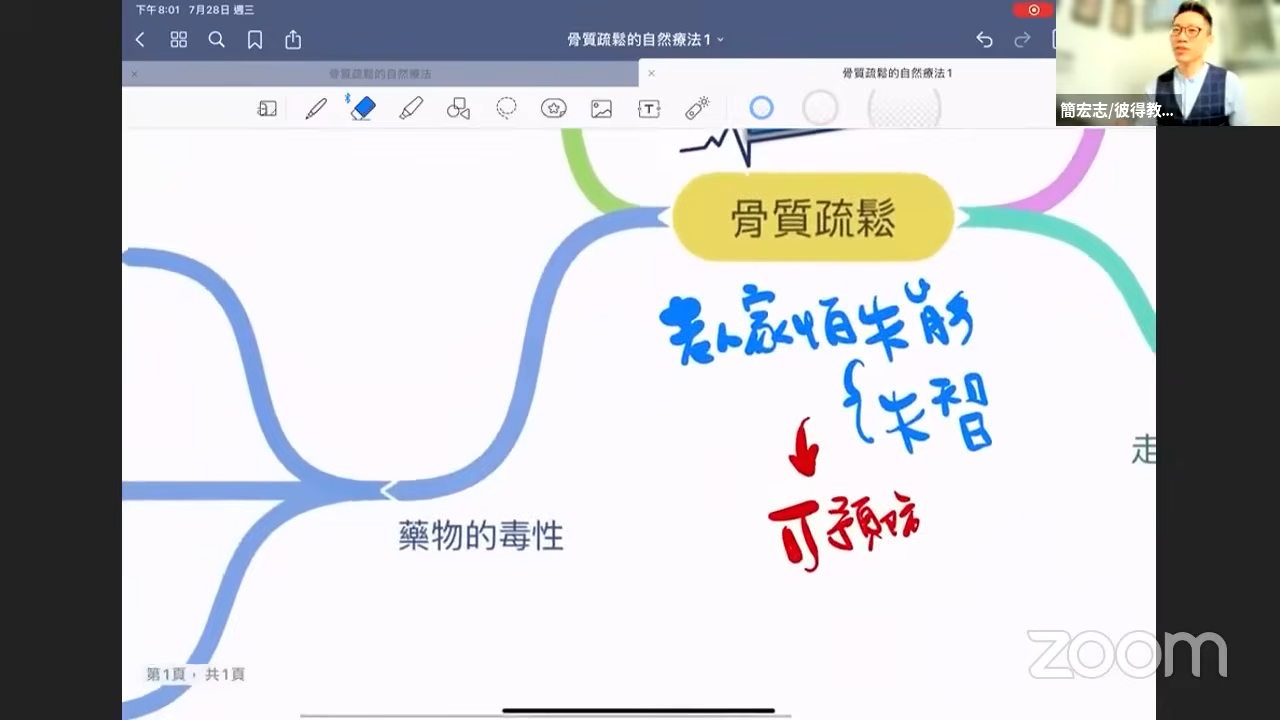 下午8:01 7月28日 週三
骨質疏鬆的自然療法1
骨質疏鬆的自然療法
骨質疏鬆的自然療法1
簡宏志/彼得教...
骨質疏鬆
老人家怕失能
失智
可預防
走
藥物的毒性
第1頁，共1頁
zoom